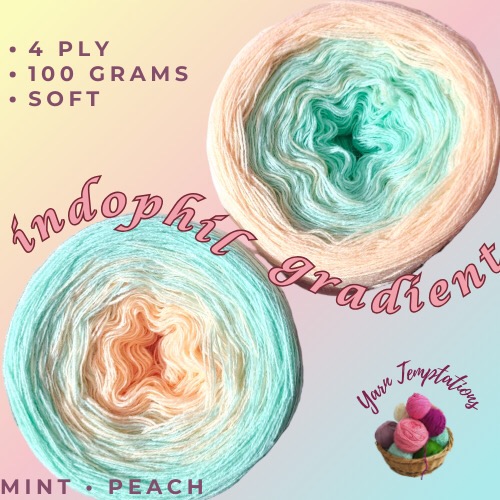 • 4 PLY
• 100 GRAMS
• SOFT
indophil gradient
Yarn Temptations
MINT • PEACH